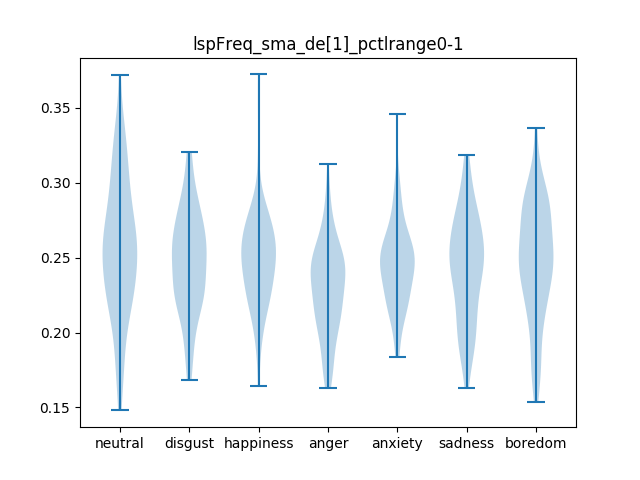 lspFreq_sma_de[1]_pctlrange0-1
0.35
0.30
0.25
0.20
0.15
neutral disgust happiness anger anxiety sadness boredom